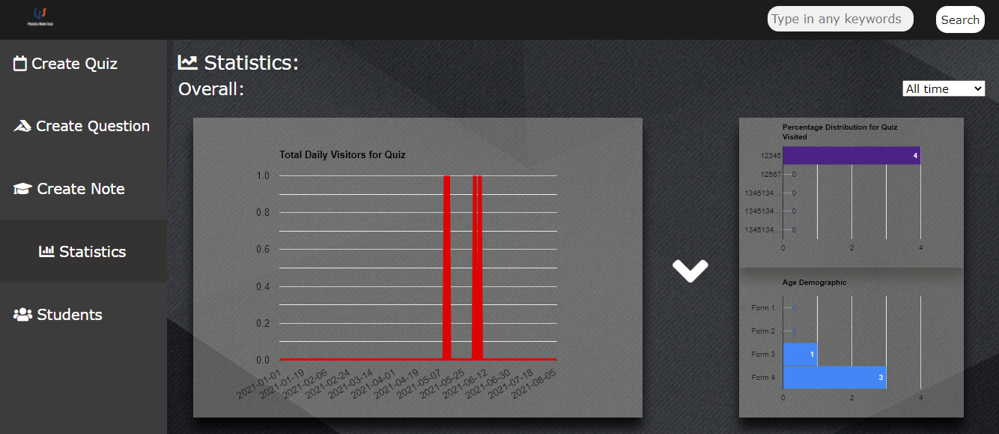 Physics Made Easy
Type in any keywords
Search
Create Quiz
Create Question
Create Note
Statistics
Students
Statistics:
Overall:
All time
Total Daily Visitors for Quiz
1.0
0.8
0.6
0.4
0.2
0.0
2021-01-01
2021-01-19
2021-02-06
2021-02-24
2021-03-14
2021-04-01
2021-04-19
2021-05-07
2021-05-25
2021-06-12
2021-06-30
2021-07-18
2021-08-05
Percentage Distribution for Quiz
Visited
12345 4
12567 0
1345134... 0
1345134... 0
1345134... 0
0 2 4
Age Demographic
Form 1 0
Form 2 0
Form 3 1
Form 4 3
0 2 4